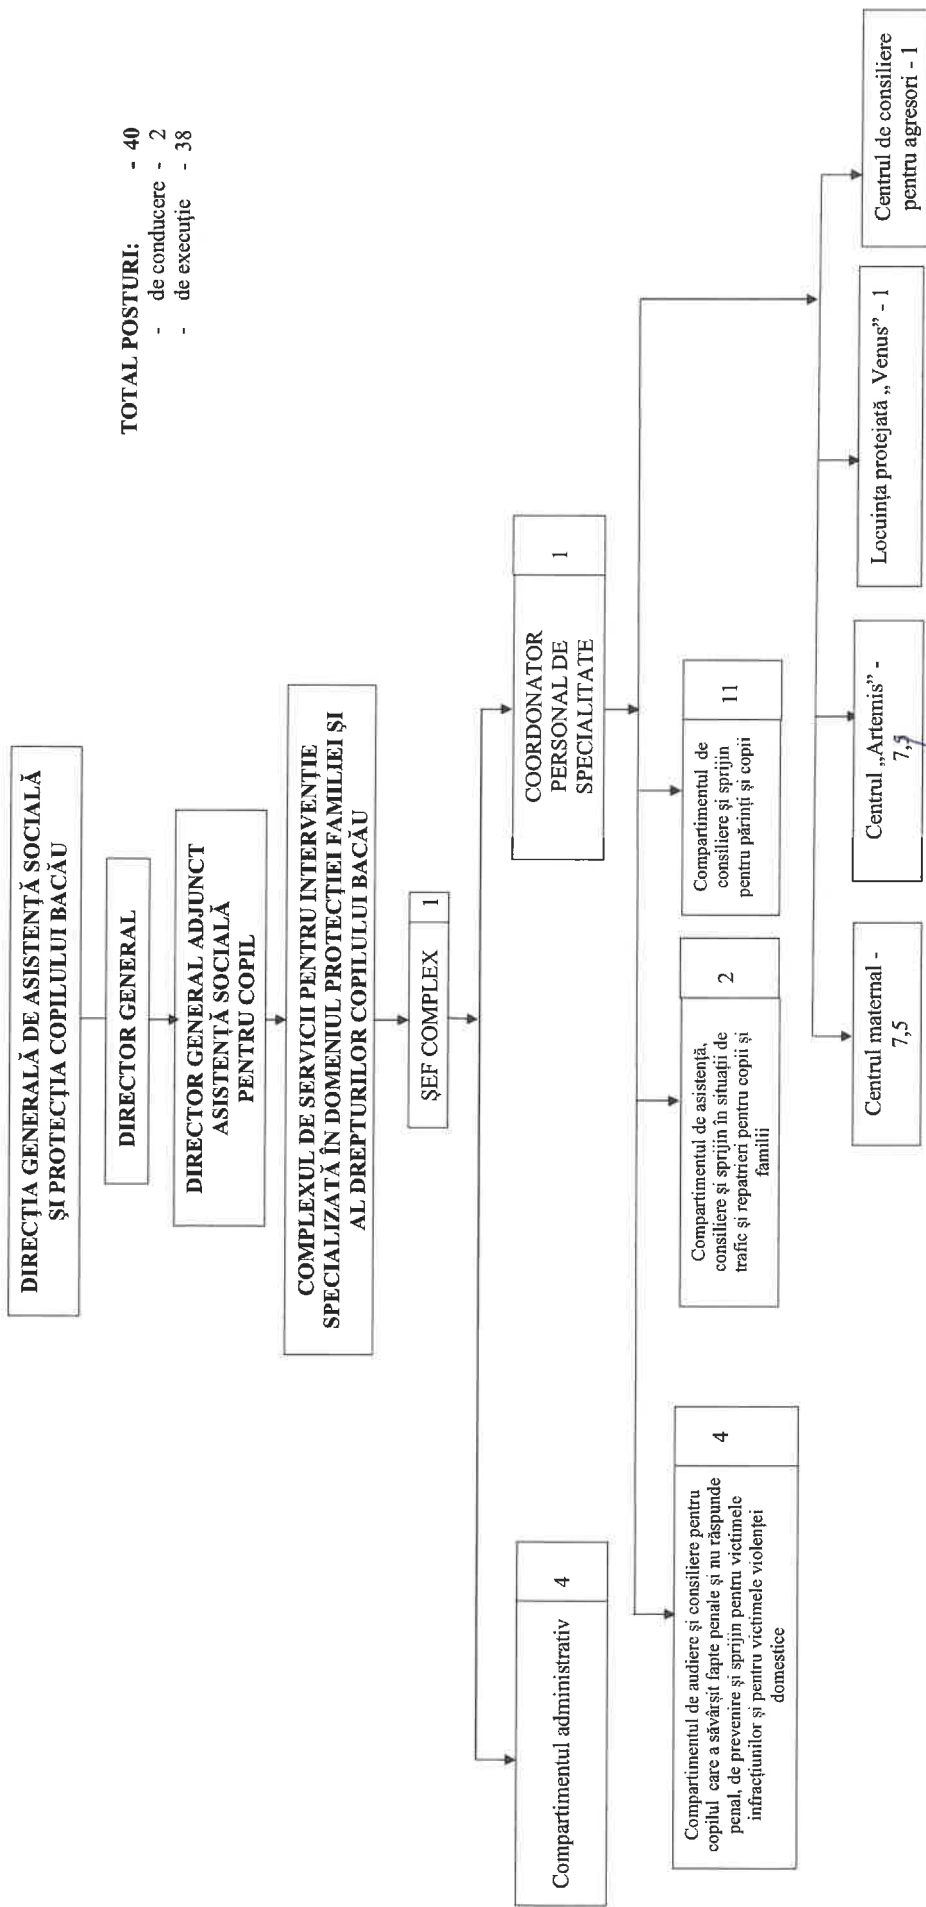 DIRECȚIA GENERALĂ DE ASISTENȚĂ SOCIALĂ
ȘI PROTECȚIA COPILULUI BACĂU
DIRECTOR GENERAL
DIRECTOR GENERAL ADJUNCT
ASISTENȚĂ SOCIALĂ
PENTRU COPIL
COMPLEXUL DE SERVICII PENTRU INTERVENȚIE
SPECIALIZATĂ ÎN DOMENIUL PROTECȚIEI FAMILIEI ȘI
AL DREPTURILOR COPILULUI BACĂU
ȘEF COMPLEX 1
TOTAL POSTURI: - 40
- de conducere - 2
- de execuție - 38
Compartimentul administrativ 4
COORDONATOR
PERSONAL DE
SPECIALITATE
1
Compartimentul de audiere și consiliere pentru
copilul care a săvârșit fapte penale și nu răspunde
penal, de prevenire și sprijin pentru victimele
infracțiunilor și pentru victimele violenței
domestice
4
Compartimentul de asistență,
consiliere și sprijin în situații de
trafic și repatrieri pentru copii și
familii
2
Compartimentul de
consiliere și sprijin
pentru părinți și copii
11
Centrul maternal -
7,5
Centrul „Artemis” -
7,5
Locuința protejată „Venus” - 1
Centrul de consiliere
pentru agresori - 1